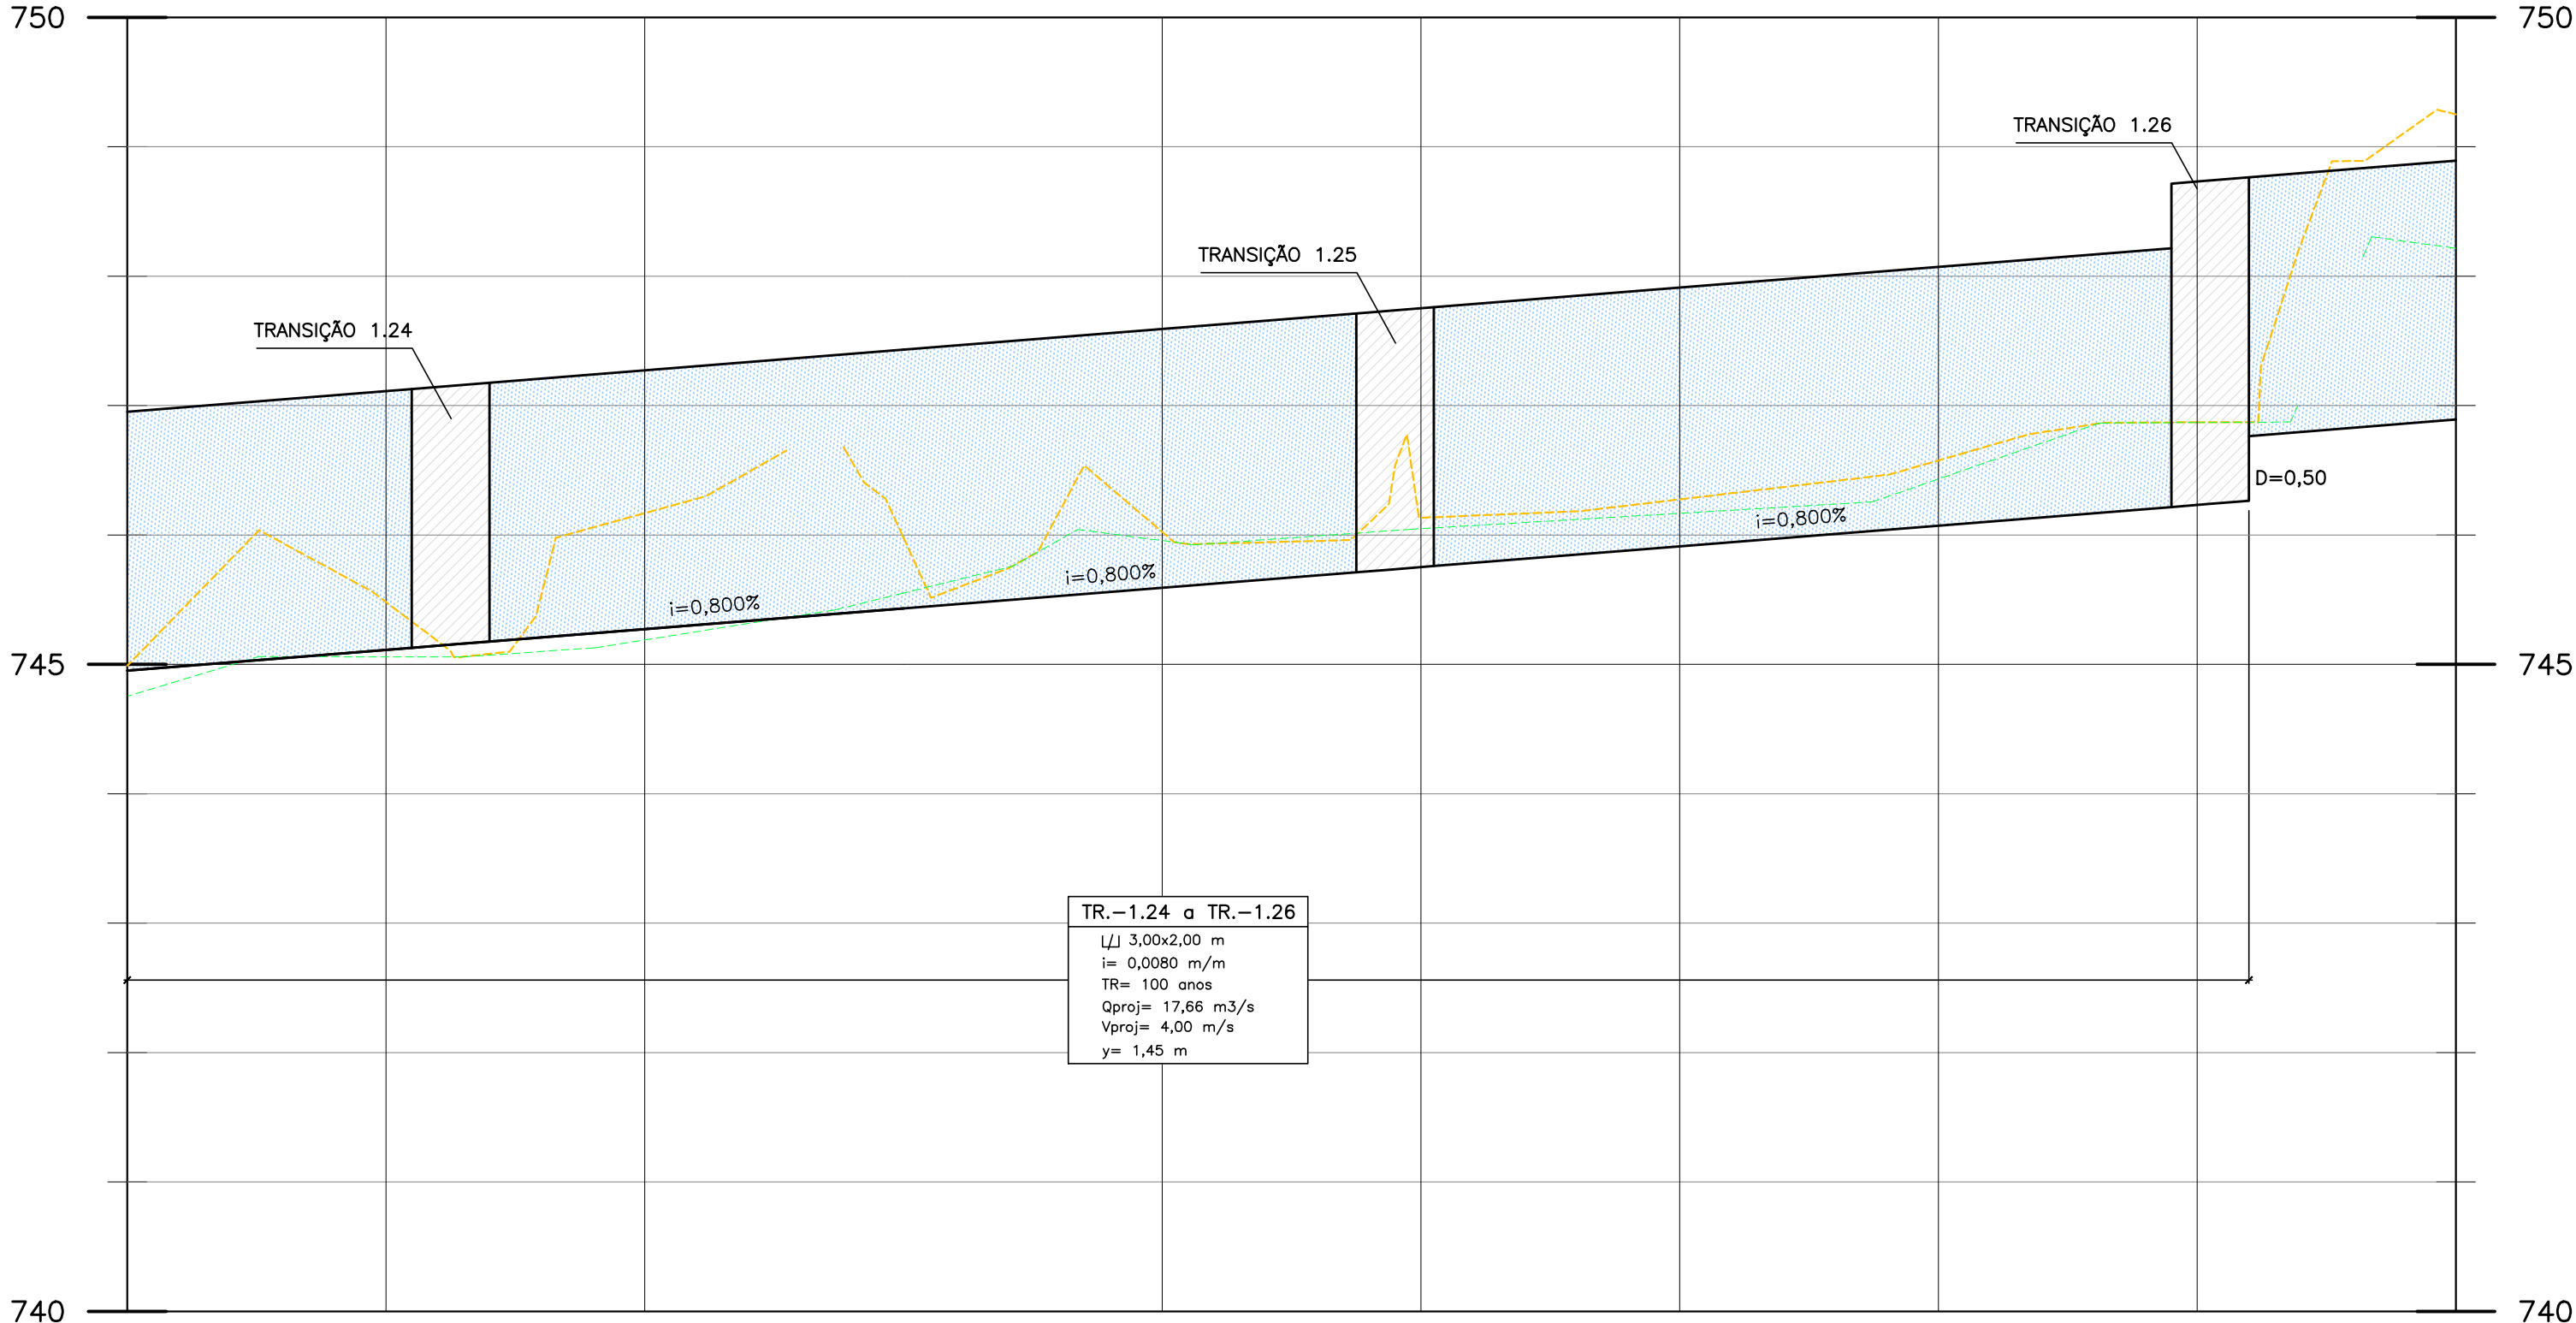 750
750
TRANSIÇÃO 1.26
TRANSIÇÃO 1.25
TRANSIÇÃO 1.24
D=0,50
i=0,800%
i=0,800%
i=0,800%
745
745
TR.-1.24 a TR.-1.26
3,00x2,00 m
i= 0,0080 m/m
TR= 100 anos
Qproj= 17,66 m3/s
Vproj= 4,00 m/s
y= 1,45 m
740
740